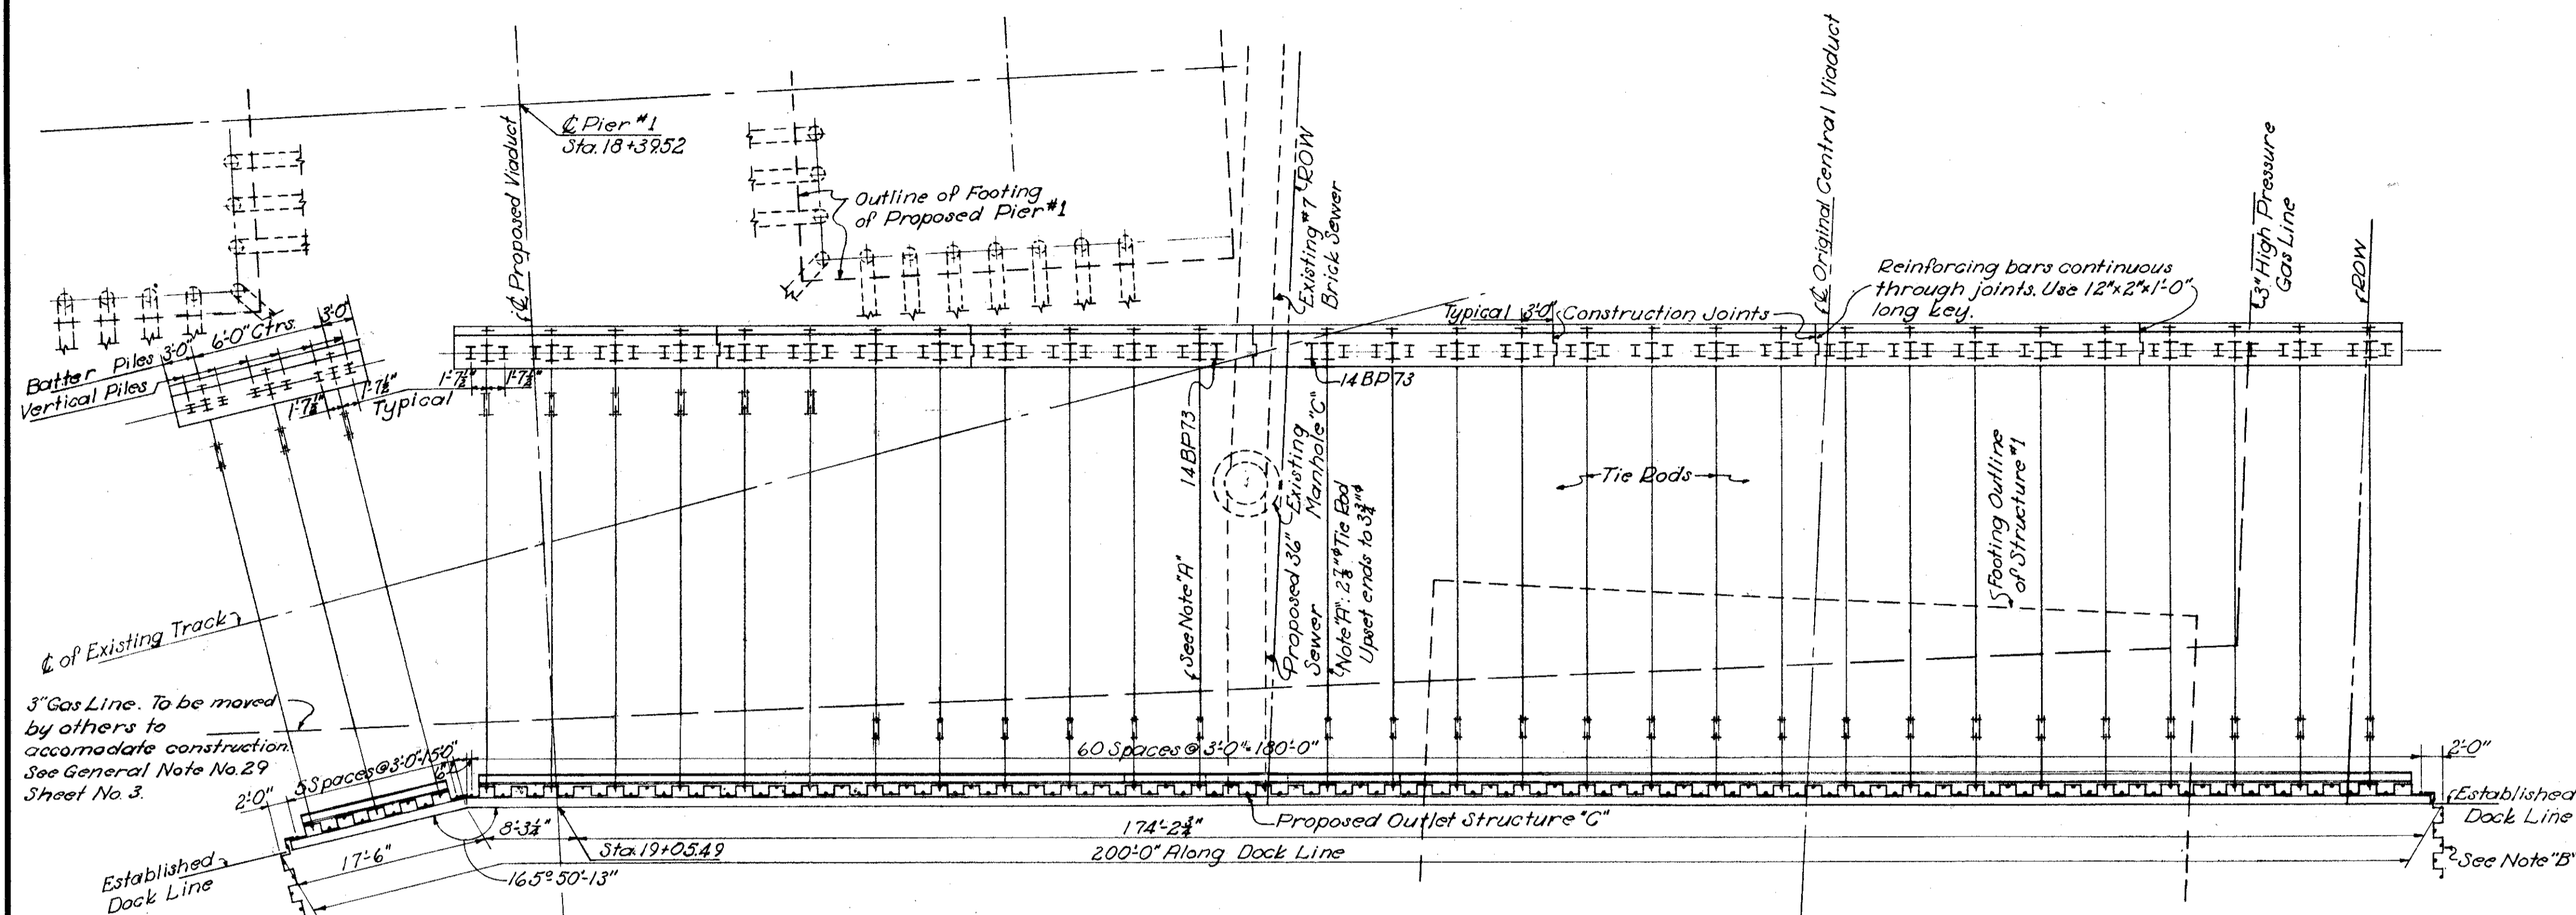 ℄ Pier #1
Sta. 18+39.52
℄ Proposed Viaduct
Outline of Footing
of Proposed Pier #1
Existing #7 ROW
Brick Sewer
℄ Original Central Viaduct
3" High Pressure
Gas Line
ROW
Reinforcing bars continuous
through joints. Use 12"x2"x1'-0"
long key.
Typical 3'-0" Construction Joints
3'-0"
6'-0" Ctrs.
3'-0"
Batter Piles
Vertical Piles
1'-7½"
1'-7½"
Typical
1'-7½"
1'-7½"
14BP73
14 BP 73
Existing
Manhole "C"
Tie Rods
Footing Outline
of Structure #1
See Note "A"
Proposed 36"
Sewer
Note "A": 2⅞"ᶲ Tie Rod
Upset ends to 3¾"ᶲ
℄ of Existing Track
3" Gas Line. To be moved
by others to
accomodate construction.
See General Note No. 29
Sheet No. 3.
5 Spaces @ 3'-0"=15'-0"
6"
60 Spaces @ 3'-0"=180'-0"
2'-0"
2'-0"
Established
Dock Line
8'-3¼"
174'-2¾"
Proposed Outlet Structure "C"
17'-6"
Sta. 19+05.49
200'-0" Along Dock Line
See Note "B"
Established
Dock Line
165°50'-13"